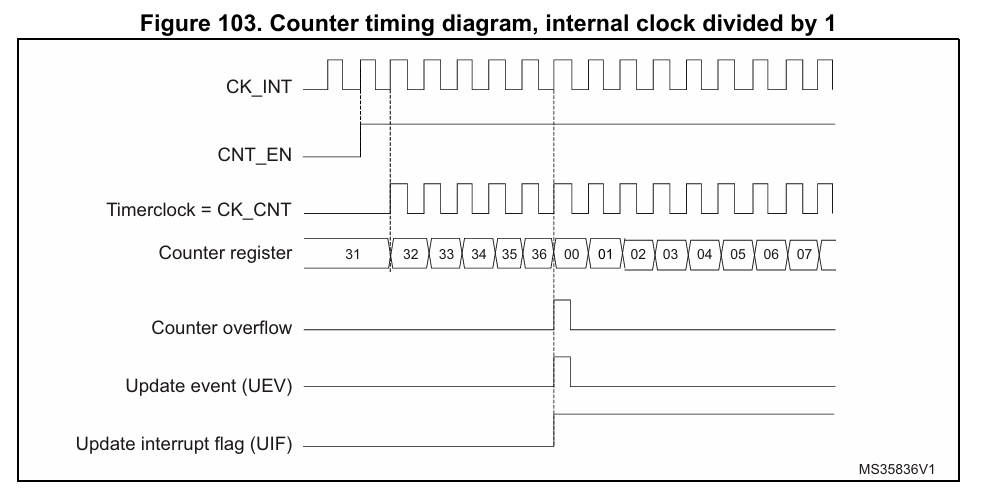 Figure 103. Counter timing diagram, internal clock divided by 1
CK_INT
CNT_EN
Timerclock = CK_CNT
Counter register 31 32 33 34 35 36 00 01 02 03 04 05 06 07
Counter overflow
Update event (UEV)
Update interrupt flag (UIF)
MS35836V1